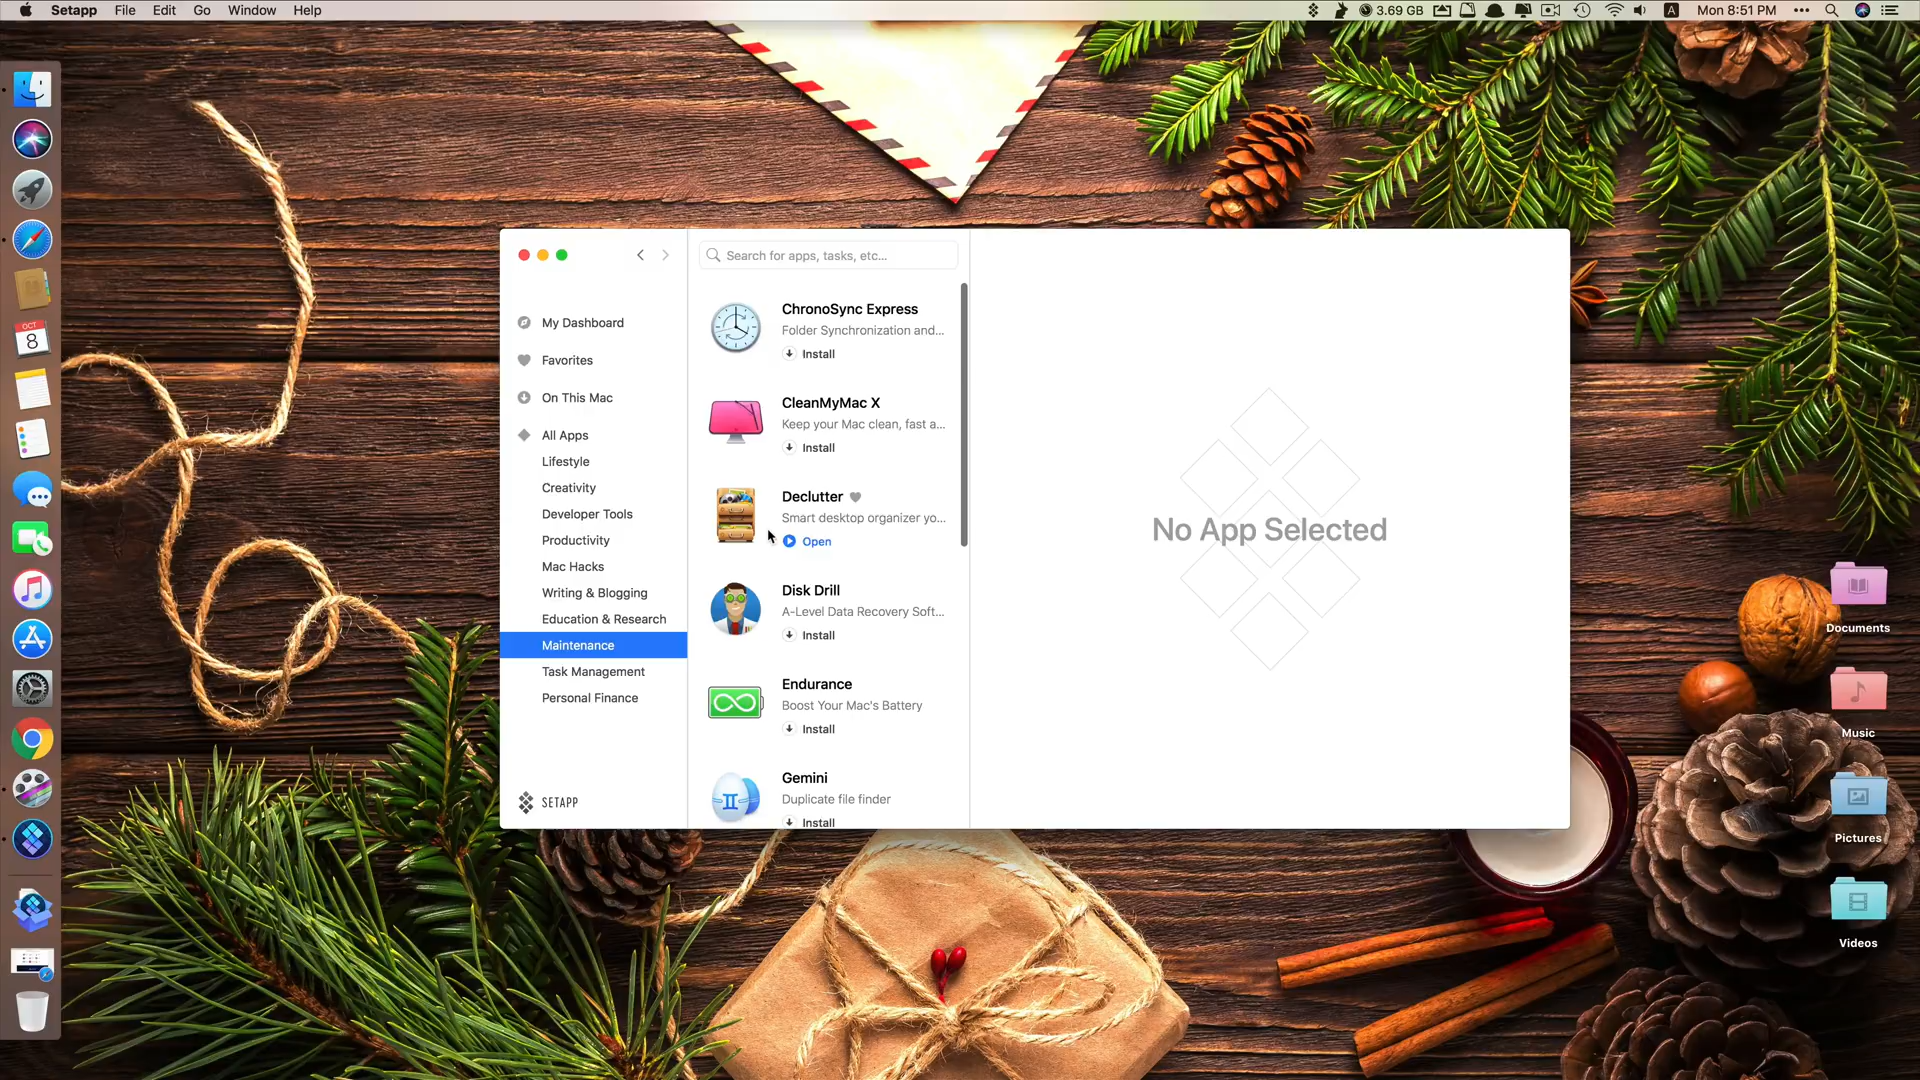 Setapp File Edit Go Window Help
3.69 GB A Mon 8:51 PM
OCT
8
Search for apps, tasks, etc...
My Dashboard
Favorites
On This Mac
All Apps
Lifestyle
Creativity
Developer Tools
Productivity
Mac Hacks
Writing & Blogging
Education & Research
Maintenance
Task Management
Personal Finance
SETAPP
ChronoSync Express
Folder Synchronization and...
Install
CleanMyMac X
Keep your Mac clean, fast a...
Install
Declutter
Smart desktop organizer yo...
Open
Disk Drill
A-Level Data Recovery Soft...
Install
Endurance
Boost Your Mac's Battery
Install
Gemini
Duplicate file finder
Install
No App Selected
Documents
Music
Pictures
Videos